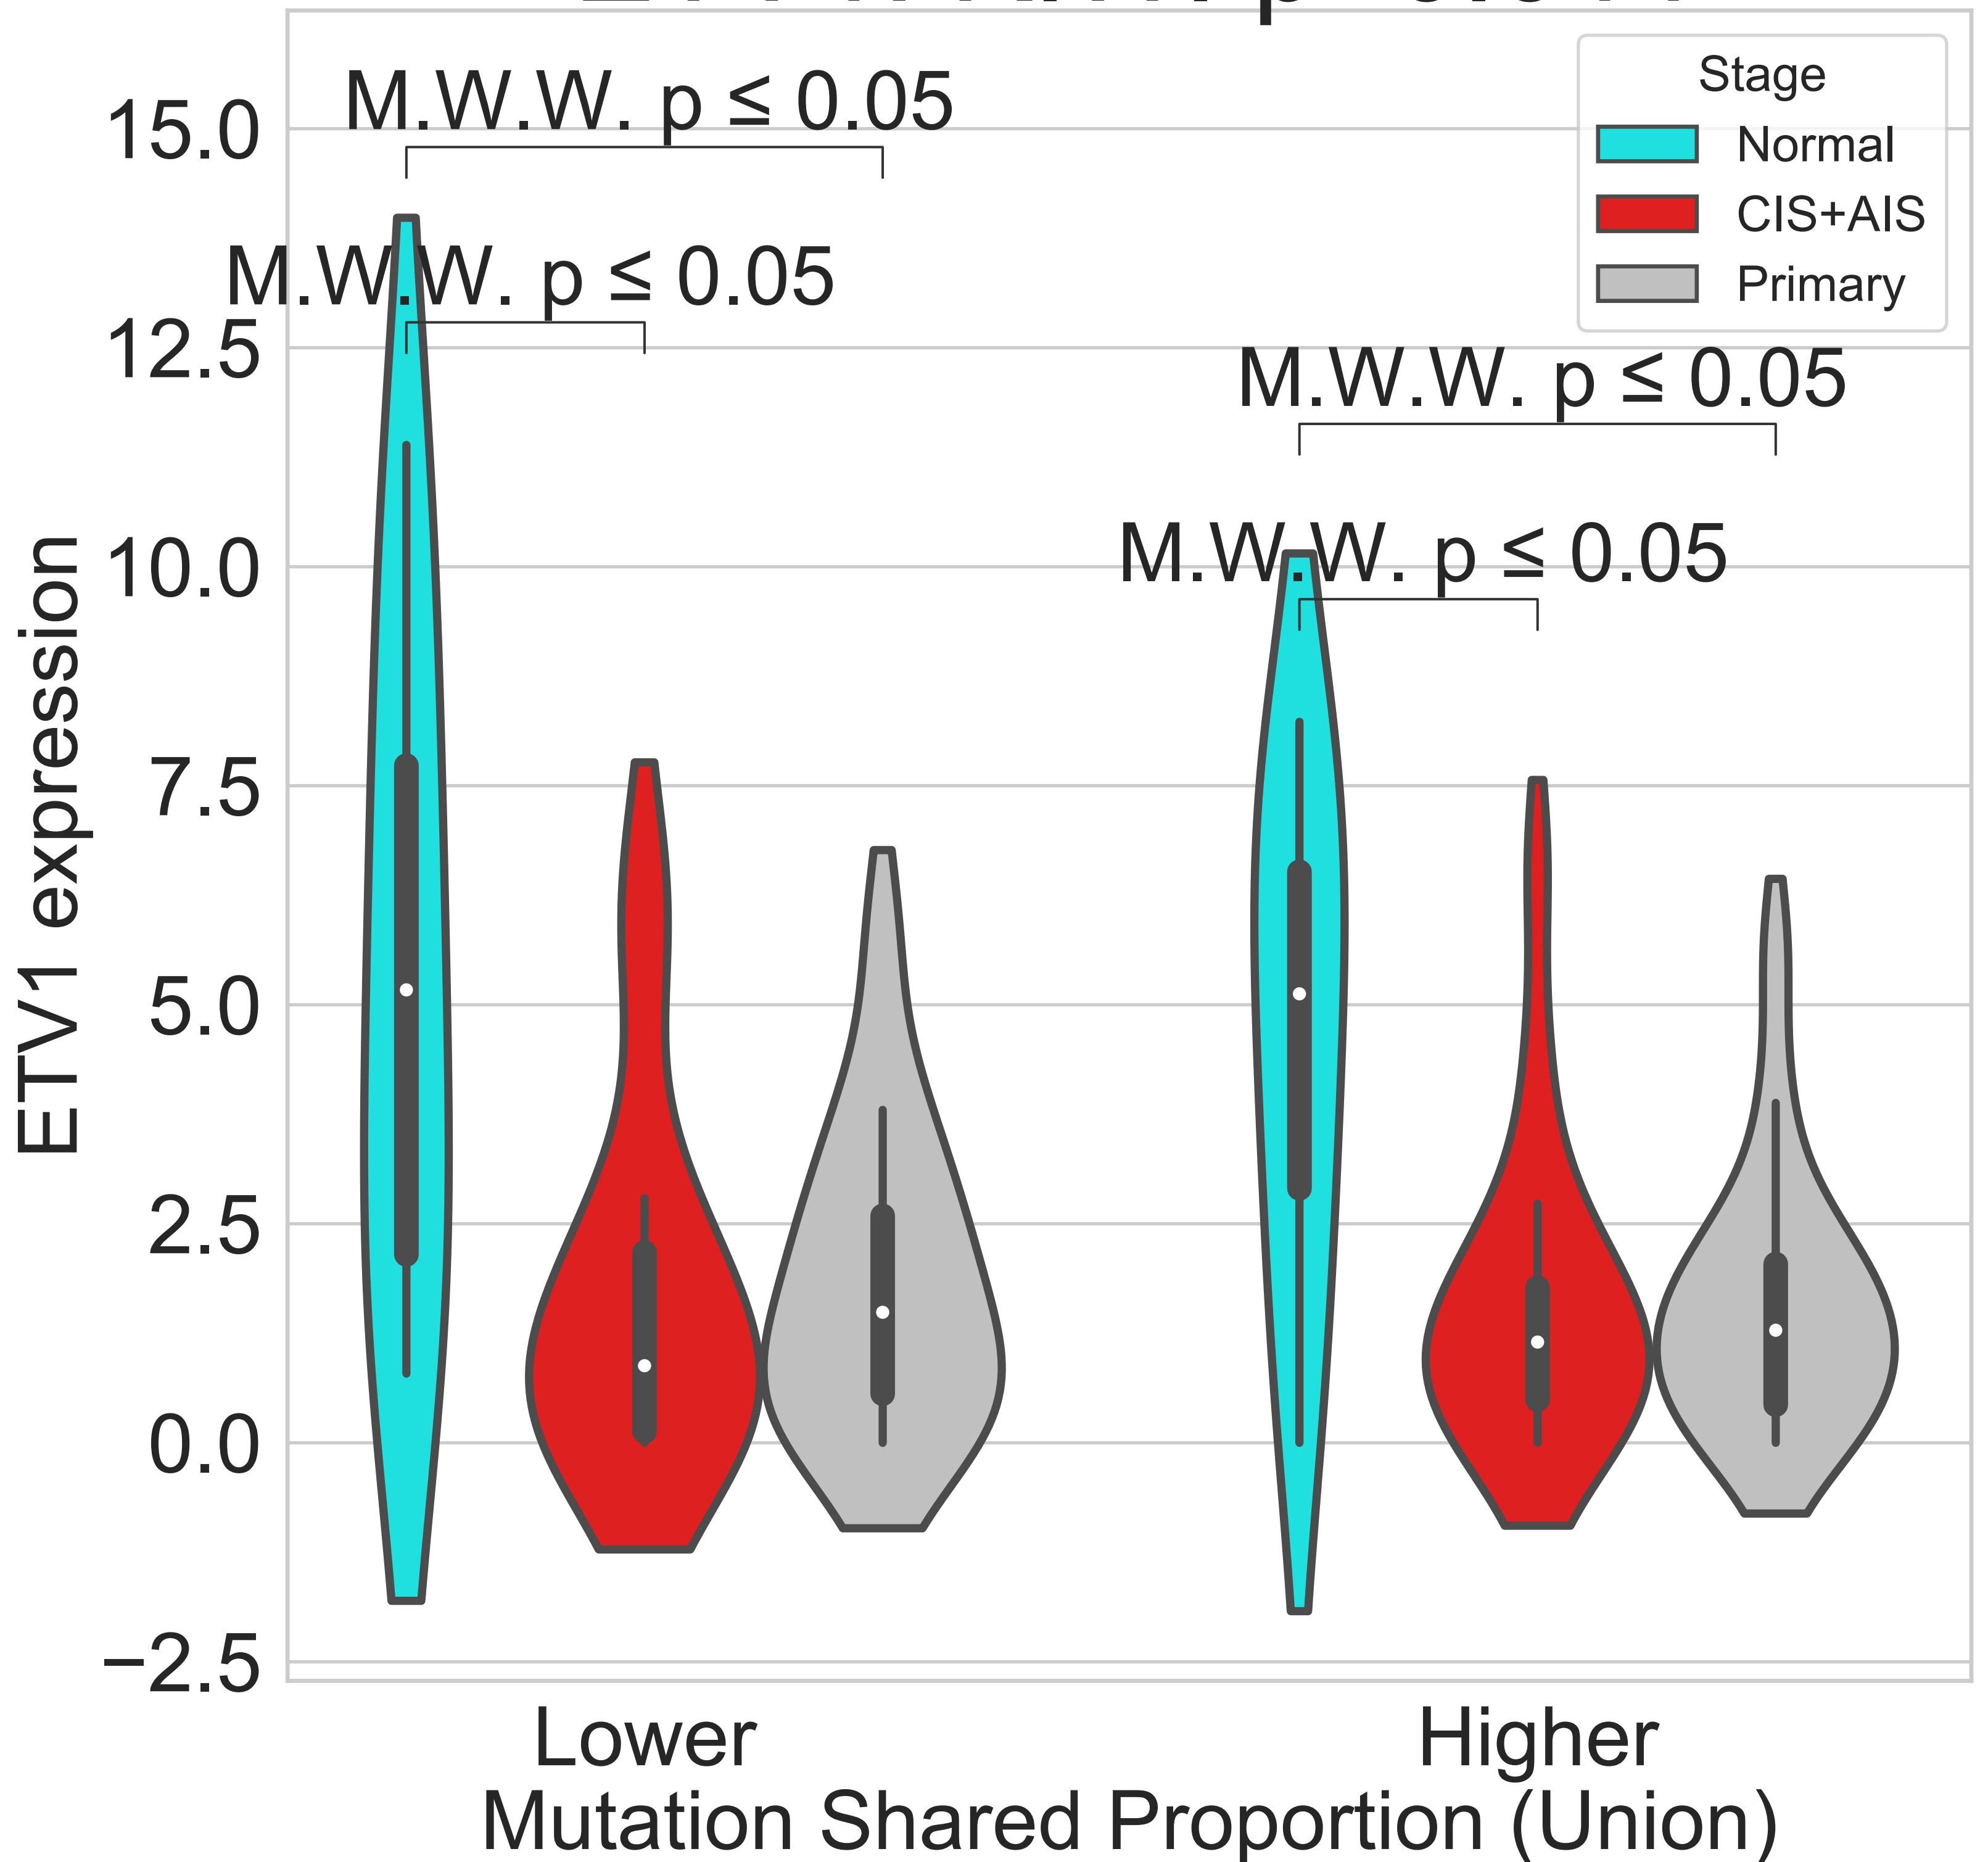 M.W.W. p ≤ 0.05
M.W.W. p ≤ 0.05
M.W.W. p ≤ 0.05
M.W.W. p ≤ 0.05
Stage
Normal
CIS+AIS
Primary
15.0
12.5
10.0
7.5
5.0
2.5
0.0
−2.5
ETV1 expression
Lower
Higher
Mutation Shared Proportion (Union)